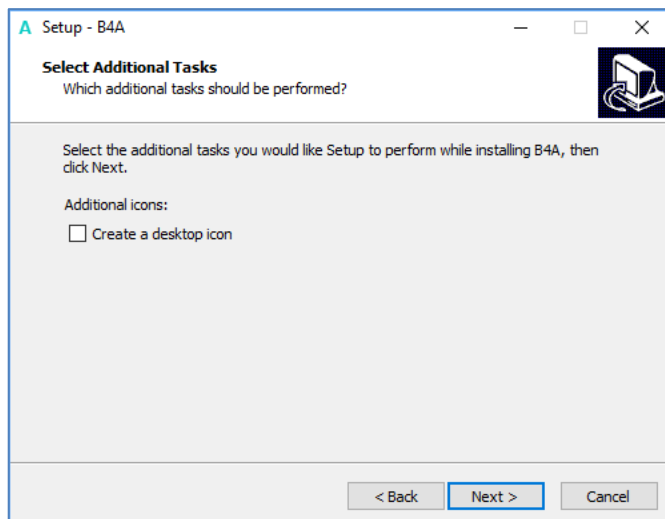 Setup - B4A
Select Additional Tasks
Which additional tasks should be performed?
Select the additional tasks you would like Setup to perform while installing B4A, then
click Next.
Additional icons:
Create a desktop icon
< Back
Next >
Cancel